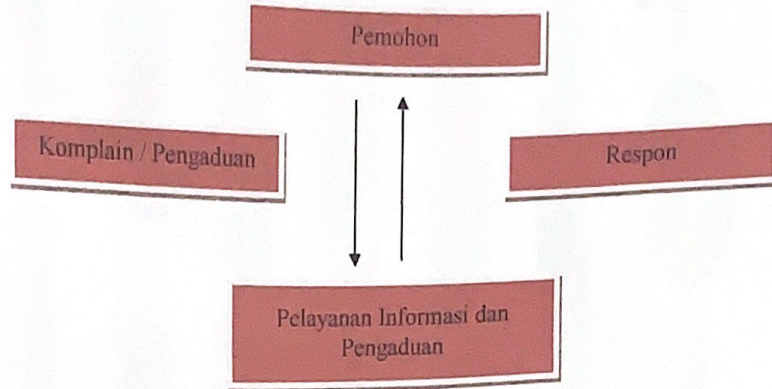 Pemohon
Komplain / Pengaduan
Respon
Pelayanan Informasi dan
Pengaduan